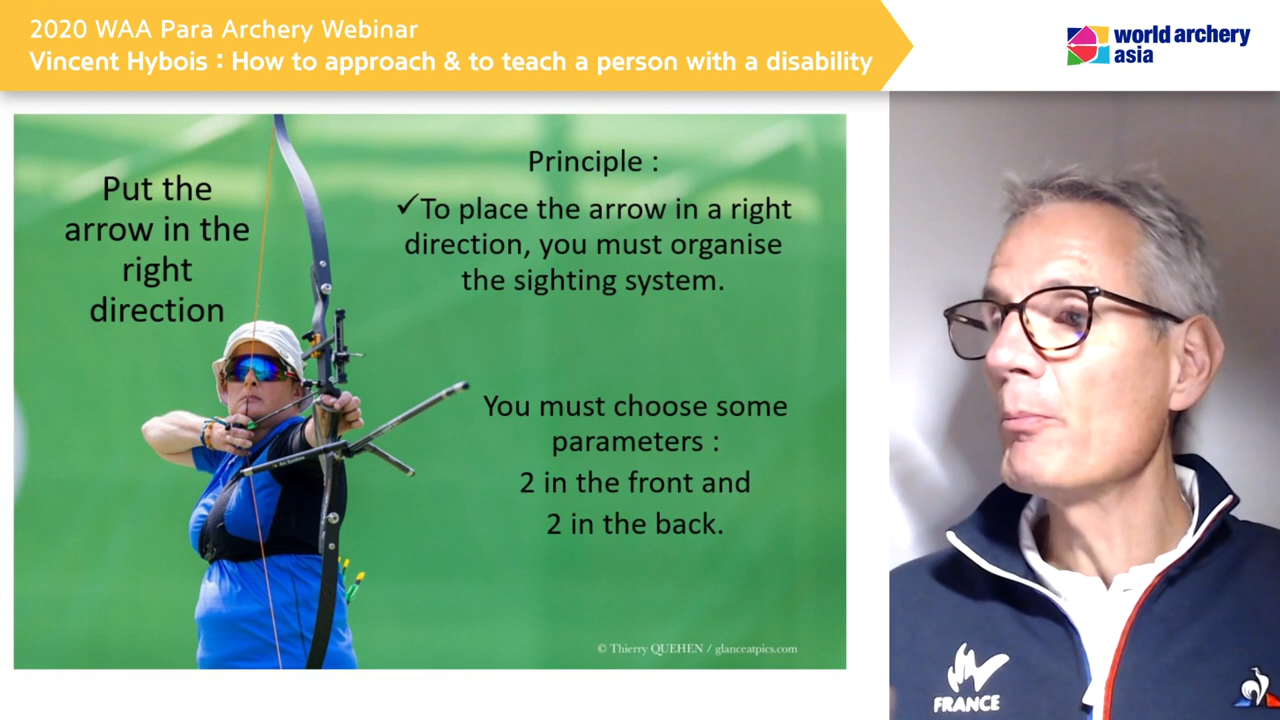 2020 WAA Para Archery Webinar
Vincent Hybois : How to approach & to teach a person with a disability
world archery
asia
Put the
arrow in the
right
direction
Principle :
✓To place the arrow in a right
direction, you must organise
the sighting system.
You must choose some
parameters :
2 in the front and
2 in the back.
© Thierry QUEHEN / glanceatpics.com
FRANCE